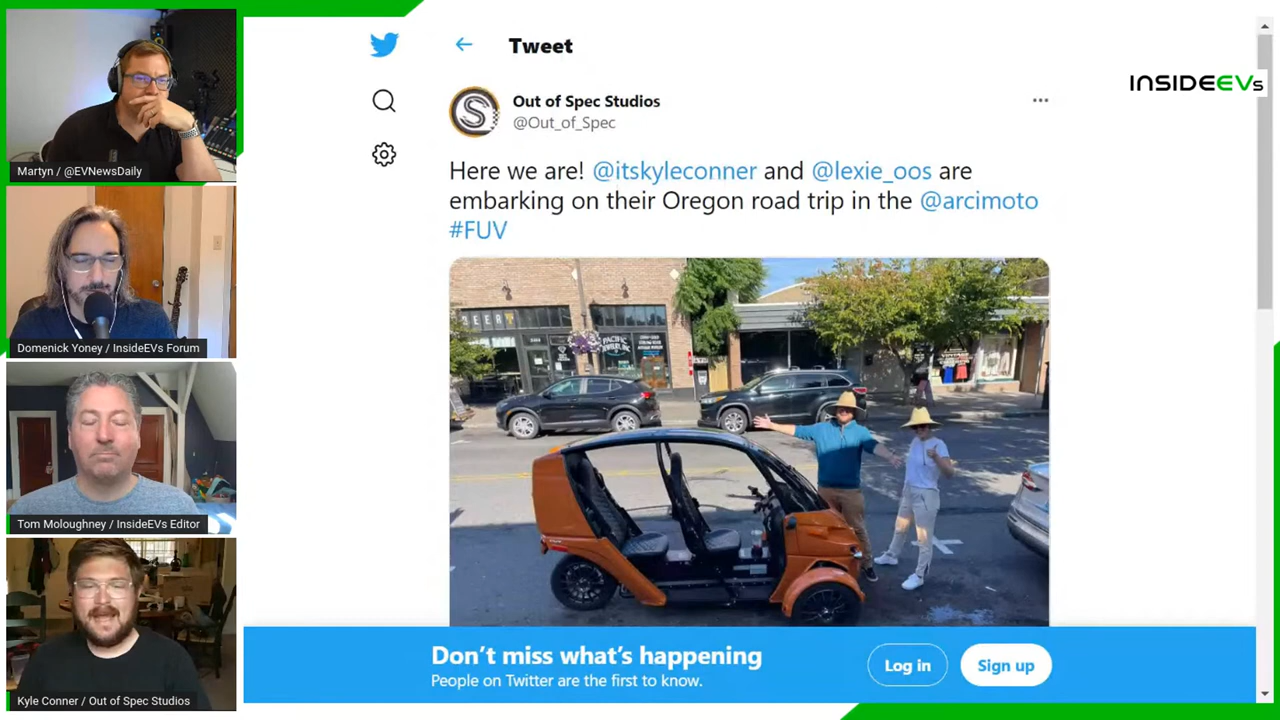 Martyn / @EVNewsDaily
Domenick Yoney / InsideEVs Forum
Tom Moloughney / InsideEVs Editor
Kyle Conner / Out of Spec Studios
Tweet
INSIDEEVs
Out of Spec Studios
@Out_of_Spec
Here we are! @itskyleconner and @lexie_oos are
embarking on their Oregon road trip in the @arcimoto
#FUV
Don't miss what's happening
People on Twitter are the first to know.
Log in
Sign up